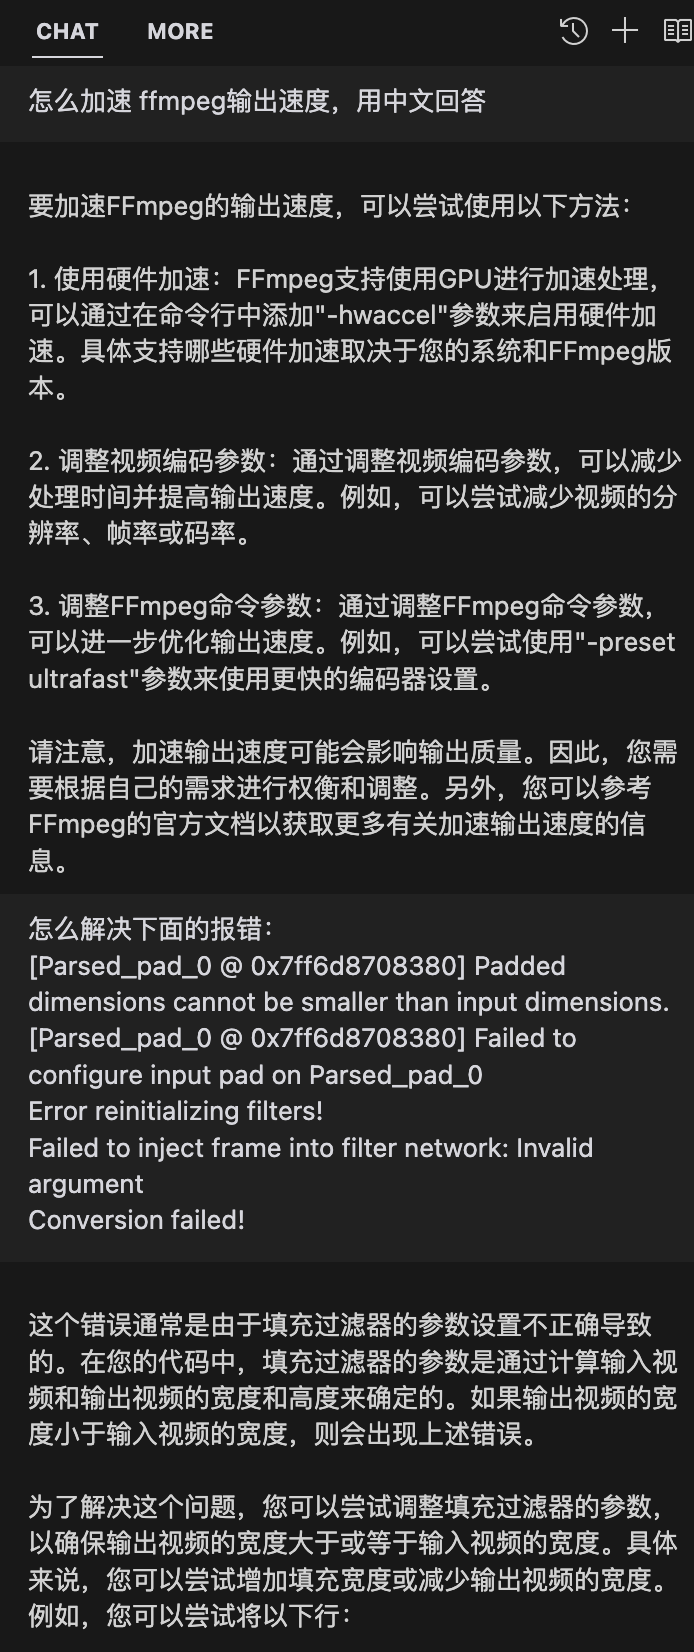 CHAT MORE
怎么加速 ffmpeg输出速度，用中文回答
要加速FFmpeg的输出速度，可以尝试使用以下方法：
1. 使用硬件加速：FFmpeg支持使用GPU进行加速处理，
可以通过在命令行中添加"-hwaccel"参数来启用硬件加
速。具体支持哪些硬件加速取决于您的系统和FFmpeg版
本。
2. 调整视频编码参数：通过调整视频编码参数，可以减少
处理时间并提高输出速度。例如，可以尝试减少视频的分
辨率、帧率或码率。
3. 调整FFmpeg命令参数：通过调整FFmpeg命令参数，
可以进一步优化输出速度。例如，可以尝试使用"-preset
ultrafast"参数来使用更快的编码器设置。
请注意，加速输出速度可能会影响输出质量。因此，您需
要根据自己的需求进行权衡和调整。另外，您可以参考
FFmpeg的官方文档以获取更多有关加速输出速度的信
息。
怎么解决下面的报错：
[Parsed_pad_0 @ 0x7ff6d8708380] Padded
dimensions cannot be smaller than input dimensions.
[Parsed_pad_0 @ 0x7ff6d8708380] Failed to
configure input pad on Parsed_pad_0
Error reinitializing filters!
Failed to inject frame into filter network: Invalid
argument
Conversion failed!
这个错误通常是由于填充过滤器的参数设置不正确导致
的。在您的代码中，填充过滤器的参数是通过计算输入视
频和输出视频的宽度和高度来确定的。如果输出视频的宽
度小于输入视频的宽度，则会出现上述错误。
为了解决这个问题，您可以尝试调整填充过滤器的参数，
以确保输出视频的宽度大于或等于输入视频的宽度。具体
来说，您可以尝试增加填充宽度或减少输出视频的宽度。
例如，您可以尝试将以下行：